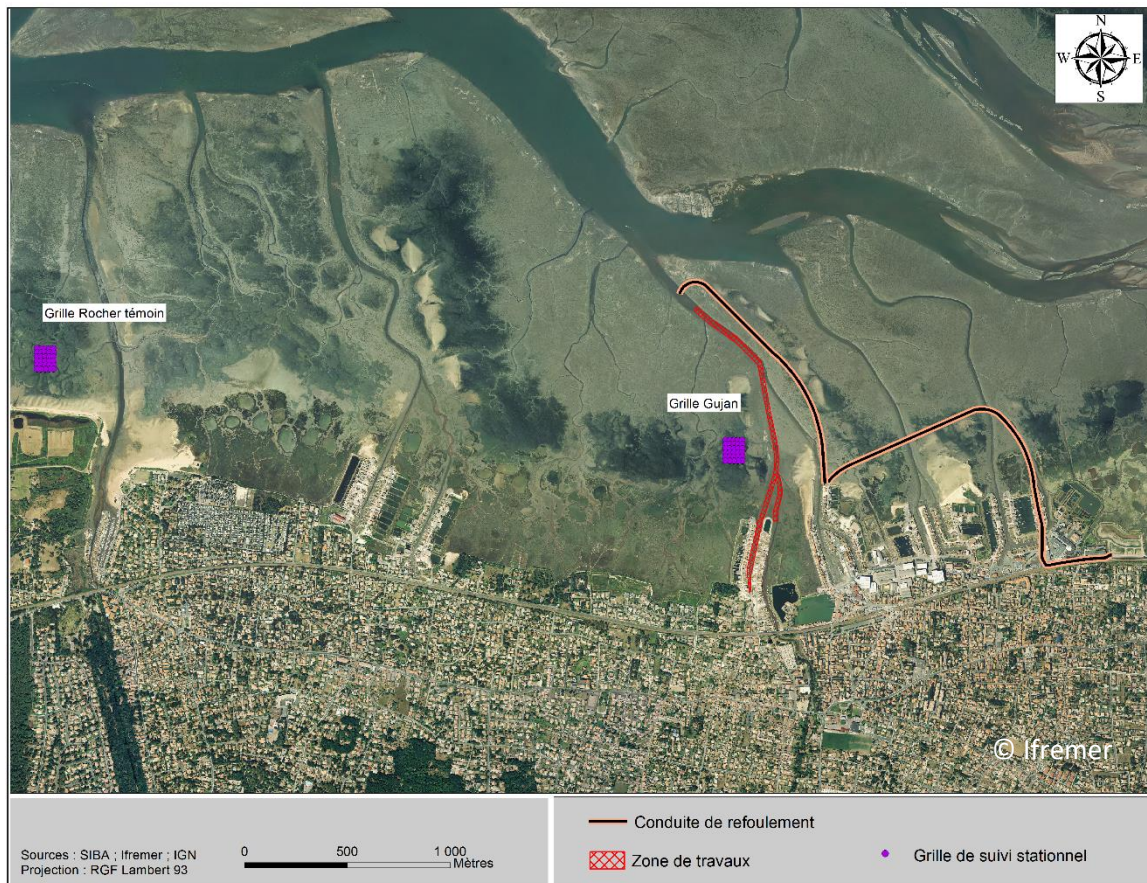 N
W E
S
Grille Rocher témoin
Grille Gujan
© Ifremer
Sources : SIBA ; Ifremer ; IGN
Projection : RGF Lambert 93
0 500 1 000
Mètres
Conduite de refoulement
Zone de travaux
Grille de suivi stationnel